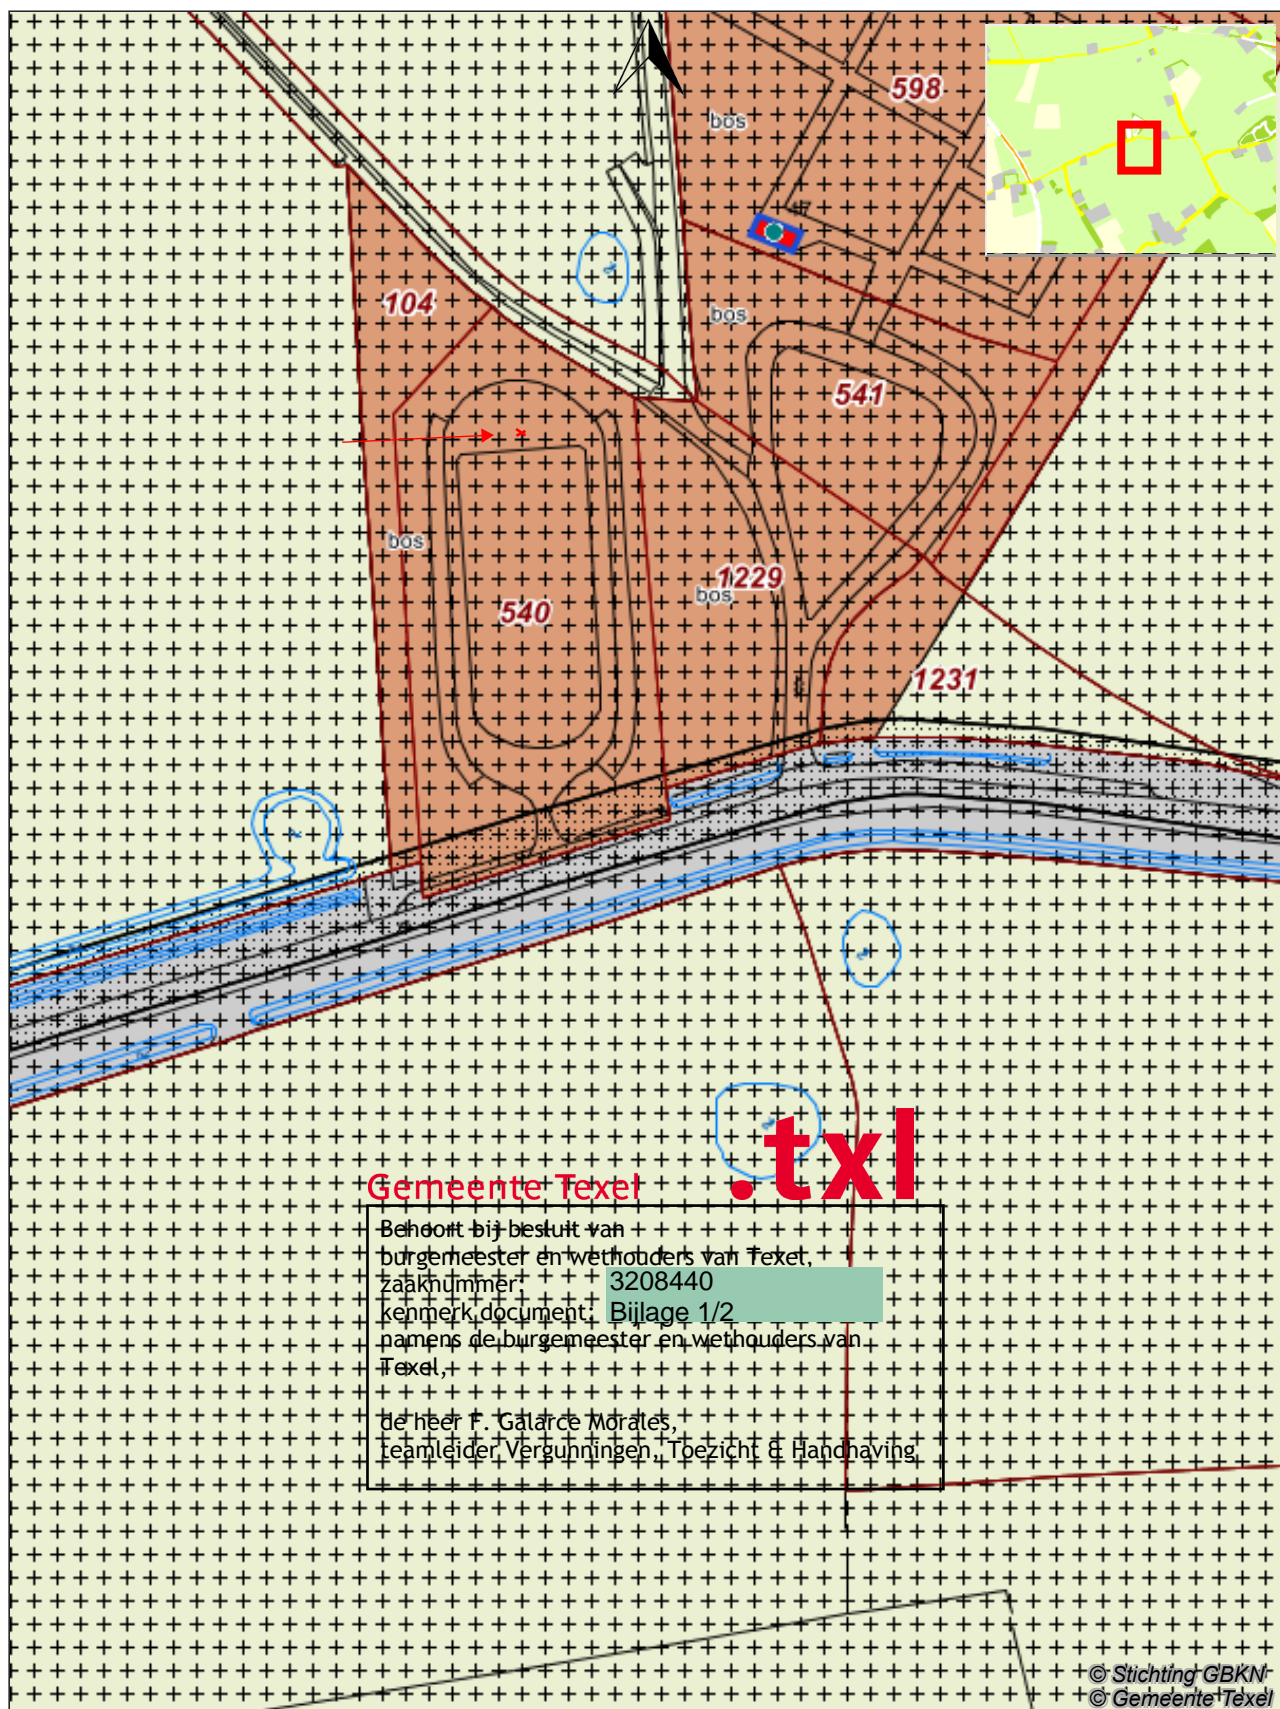 598
bos
104
bos
541
bos
1229
bos
540
1231
.txl
Gemeente Texel
Behoort bij besluit van
burgemeester en wethouders van Texel,
zaaknummer: 3208440
kenmerk document: Bijlage 1/2
namens de burgemeester en wethouders van
Texel,
de heer F. Galarce Morales,
teamleider Vergunningen, Toezicht & Handhaving
© Stichting GBKN
© Gemeente Texel